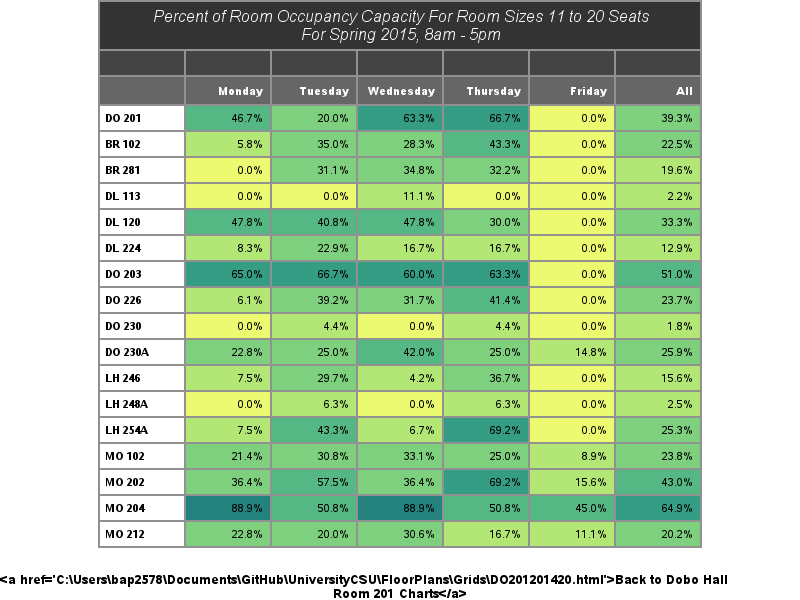 Percent of Room Occupancy Capacity For Room Sizes 11 to 20 Seats
For Spring 2015, 8am - 5pm
Monday Tuesday Wednesday Thursday Friday All
DO 201 46.7% 20.0% 63.3% 66.7% 0.0% 39.3%
BR 102 5.8% 35.0% 28.3% 43.3% 0.0% 22.5%
BR 281 0.0% 31.1% 34.8% 32.2% 0.0% 19.6%
DL 113 0.0% 0.0% 11.1% 0.0% 0.0% 2.2%
DL 120 47.8% 40.8% 47.8% 30.0% 0.0% 33.3%
DL 224 8.3% 22.9% 16.7% 16.7% 0.0% 12.9%
DO 203 65.0% 66.7% 60.0% 63.3% 0.0% 51.0%
DO 226 6.1% 39.2% 31.7% 41.4% 0.0% 23.7%
DO 230 0.0% 4.4% 0.0% 4.4% 0.0% 1.8%
DO 230A 22.8% 25.0% 42.0% 25.0% 14.8% 25.9%
LH 246 7.5% 29.7% 4.2% 36.7% 0.0% 15.6%
LH 248A 0.0% 6.3% 0.0% 6.3% 0.0% 2.5%
LH 254A 7.5% 43.3% 6.7% 69.2% 0.0% 25.3%
MO 102 21.4% 30.8% 33.1% 25.0% 8.9% 23.8%
MO 202 36.4% 57.5% 36.4% 69.2% 15.6% 43.0%
MO 204 88.9% 50.8% 88.9% 50.8% 45.0% 64.9%
MO 212 22.8% 20.0% 30.6% 16.7% 11.1% 20.2%
<a href='C:\Users\bap2578\Documents\GitHub\UniversityCSU\FloorPlans\Grids\DO201201420.html'>Back to Dobo Hall
Room 201 Charts</a>